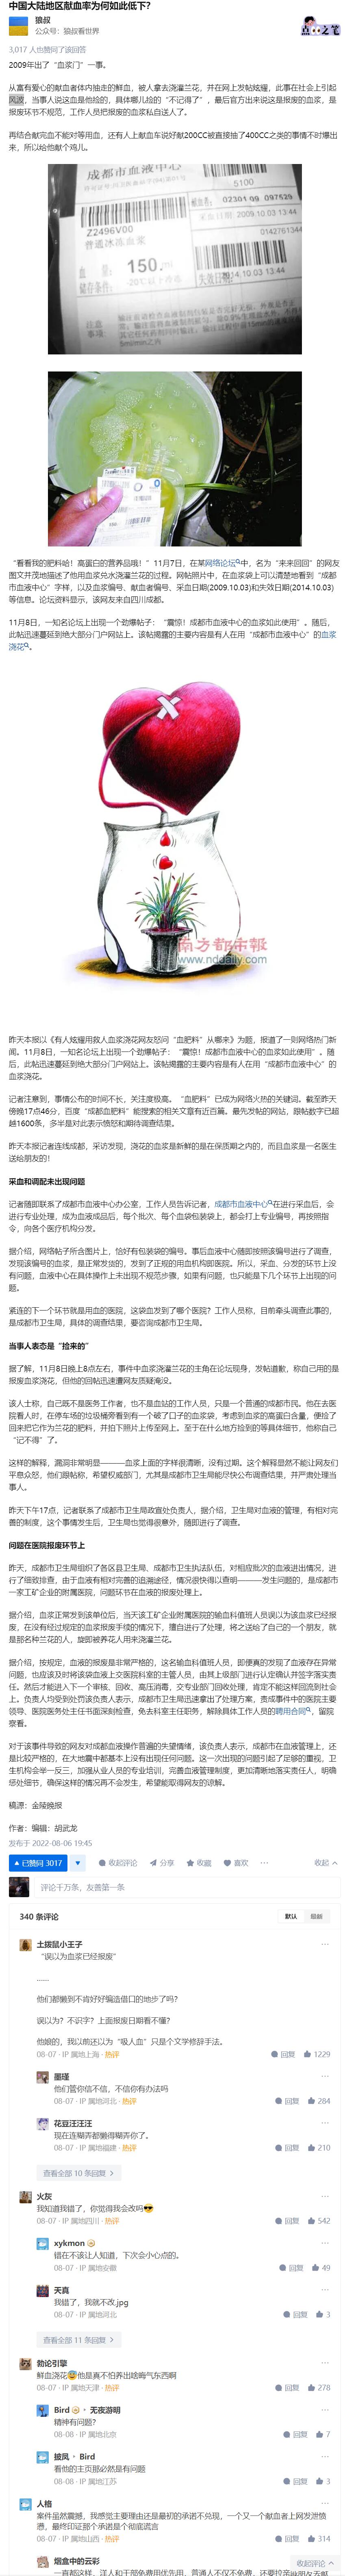 中国大陆地区献血率为何如此低下?
狼叔
公众号：狼叔看世界
3,017 人也赞同了该回答
2009年出了“血浆门”一事。
从富有爱心的献血者体内抽走的鲜血，被人拿去浇灌兰花，并在网上发帖炫耀，此事在社会上引起
风波，当事人说这血是他捡的，具体哪儿捡的“不记得了”，最后官方出来说这是报废的血浆，是
报废环节不规范，工作人员把报废的血浆私自送人了。
再结合献完血不能对等用血，还有人上献血车说好献200CC被直接抽了400CC之类的事情不时爆出
来，所以给他献个鸡儿。
成都市血液中心
5100
Z2496V00
普通冰冻血浆
150.
“看看我的肥料哈！高蛋白的营养品哦！”11月7日，在某网络论坛中，名为“来来回回”的网友
图文并茂地描述了他用血浆兑水浇灌兰花的过程。网帖照片中，在血浆袋上可以清楚地看到“成都
市血液中心”字样，以及血浆编号、献血者编号、采血日期(2009.10.03)和失效日期(2014.10.03)
等信息。论坛资料显示，该网友来自四川成都。
11月8日，一知名论坛上出现一个劲爆帖子：“震惊！成都市血液中心的血浆如此使用”。随后，
此帖迅速蔓延到绝大部分门户网站上。该帖揭露的主要内容是有人在用“成都市血液中心”的血浆
浇花。
南方都市报
www.nddaily.com
昨天本报以《有人炫耀用救人血浆浇花网友怒问“血肥料”从哪来》为题，报道了一则网络热门新
闻。11月8日，一知名论坛上出现一个劲爆帖子：“震惊！成都市血液中心的血浆如此使用”。随
后，此帖迅速蔓延到绝大部分门户网站上。该帖揭露的主要内容是有人在用“成都市血液中心”
的血浆浇花。
记者注意到，事情公布的时间不长，关注度极高。“血肥料”已成为网络火热的关键词。截至昨天
傍晚17点46分，百度“成都血肥料”能搜索的相关文章有近百篇。最先发帖的网站，跟帖数字已超
越1600条，多半是对此表示愤怒和期待调查结果。
昨天本报记者连线成都，采访发现，浇花的血浆是新鲜的是在保质期之内的，而且血浆是一名医生
送给朋友的！
采血和调配未出现问题
记者随即联系了成都市血液中心办公室，工作人员告诉记者，成都市血液中心在进行采血后，会
进行专业处理，成为血液成品后，每个批次、每个血袋包装袋上，都会打上专业编号，再按照指
令，向各个医疗机构分发。
据介绍，网络帖子所含图片上，恰好有包装袋的编号。事后血液中心随即按照该编号进行了调查，
发现该编号的血浆，是正常发放的，发到了正规的用血机构即医院。所以，采血、分发的环节上没
有问题，血液中心在具体操作上未出现不规范步骤，如果有问题，也只能是下几个环节上出现的问
题。
紧连的下一个环节就是用血的医院，这袋血发到了哪个医院？工作人员称，目前牵头调查此事的，
是成都市卫生局，具体的调查结果，要咨询成都市卫生局。
当事人表态是“捡来的”
据了解，11月8日晚上8点左右，事件中血浆浇灌兰花的主角在论坛现身，发帖道歉，称自己用的是
报废血浆浇花，但他的回帖迅速遭网友质疑淹没。
该人士称，自己既不是医务工作者，也不是血站的工作人员，只是一个普通的成都市民。他在去医
院看人时，在停车场的垃圾桶旁看到有一个破了口子的血浆袋，考虑到血浆的高蛋白含量，便捡了
回来把它作为兰花的肥料，并拍下照片上传至网上。至于在什么地方捡到的等具体细节，他称自己
“记不得”了。
这样的解释，漏洞非常明显———血浆上面的字样很清晰，没有过期。这个解释显然不能让网友们
平息众怒，他们跟帖称，希望权威部门，尤其是成都市卫生局能尽快公布调查结果，并严肃处理当
事人。
昨天下午17点，记者联系了成都市卫生局政宣处负责人，据介绍，卫生局对血液的管理，有相对完
善的制度，这个事情发生后，卫生局也觉得很意外，随即进行了调查。
问题在医院报废环节上
昨天，成都市卫生局组织了各区县卫生局，成都市卫生执法队伍，对相应批次的血液进出情况，进
行了细致排查，由于血液有相对完善的追溯途径，情况很快得以查明———发生问题的，是成都市
一家工矿企业的附属医院，问题环节在血液的报废处理上。
据介绍，血浆正常发到该单位后，当天该工矿企业附属医院的输血科值班人员误以为该血浆已经报
废，在没有经过规定的血浆报废手续的情况下，擅自进行了处理，将之送给了自己的一个朋友，就
是那名种兰花的人，旋即被养花人用来浇灌兰花。
据介绍，按规定，血液的报废是非常严格的，这名输血科值班人员，即便真的发现了血液存在异常
问题，也应该及时将该袋血液上交医院科室的主管人员，由其上级部门进行认定确认并签字落实责
任。然后才能进入下一个审核、回收、高压消毒，交专业部门回收处理，肯定不能这样回流到社会
上。负责人均受到处罚该负责人表示，成都市卫生局迅速拿出了处理方案，责成事件中的医院主要
领导、医院医务处主任书面深刻检查，免去科室主任职务，解除具体工作人员的聘用合同，留院
察看。
对于该事件导致的网友对成都血液操作普遍的失望情绪，该负责人表示，成都市在血液管理上，还
是比较严格的，在大地震中都基本上没有出现任何问题。这一次出现的问题引起了足够的重视，卫
生机构会举一反三，加强从业人员的专业培训，完善血液管理制度，更加清晰地落实责任人，明确
惩处细节，确保这样的情况再不会发生，希望能取得网友的谅解。
稿源：金陵晚报
作者：编辑：胡武龙
发布于 2022-08-06 19:45
已赞同 3017
收起评论
分享
收藏
喜欢
收起
评论千万条，友善第一条
340 条评论
默认
最新
土拨鼠小王子
“误以为血浆已经报废”
......
他们都懒到不肯好好编造借口的地步了吗？
误以为？不识字？上面报废日期看不懂？
他娘的，我以前还以为“吸人血”只是个文学修辞手法。
08-07 · IP 属地上海 · 热评
回复
1229
墨瑾
他们管你信不信，不信你有办法吗
08-07 · IP 属地河北 · 热评
回复
284
花豆汪汪汪
现在连糊弄都懒得糊弄你了。
08-07 · IP 属地福建 · 热评
回复
210
查看全部 10 条回复
火灰
我知道我错了，你觉得我会改吗😎
08-07 · IP 属地四川 · 热评
回复
542
xykmon
错在不该让人知道，下次会小心点的。
08-07 · IP 属地安徽
回复
49
天真
我错了，我就不改.jpg
08-07 · IP 属地河北
回复
3
查看全部 11 条回复
勃论引擎
鲜血浇花😨他是真不怕养出啥晦气东西啊
08-07 · IP 属地天津 · 热评
回复
278
Bird · 无夜游明
精神有问题?
08-08 · IP 属地北京
回复
7
披凤 · Bird
看他的主页那必然是有问题
08-08 · IP 属地江苏
回复
3
人格
案件虽然震撼，我感觉主要理由还是最初的承诺不兑现，一个又一个献血者上网发泄愤
懑，最终印证那个承诺是个彻底谎言
08-07 · IP 属地山西 · 热评
回复
314
烟盒中的云彩
收起评论